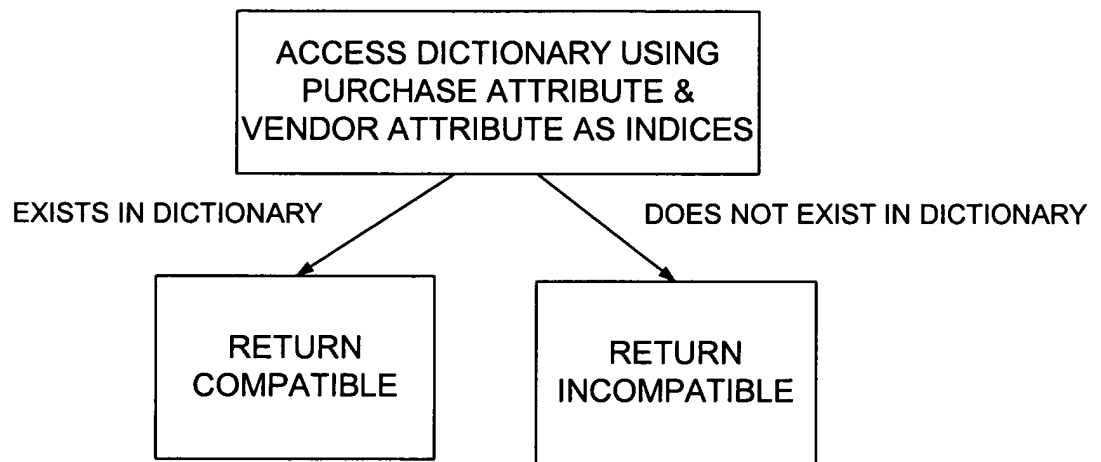 ACCESS DICTIONARY USING
PURCHASE ATTRIBUTE &
VENDOR ATTRIBUTE AS INDICES
EXISTS IN DICTIONARY
DOES NOT EXIST IN DICTIONARY
RETURN
COMPATIBLE
RETURN
INCOMPATIBLE